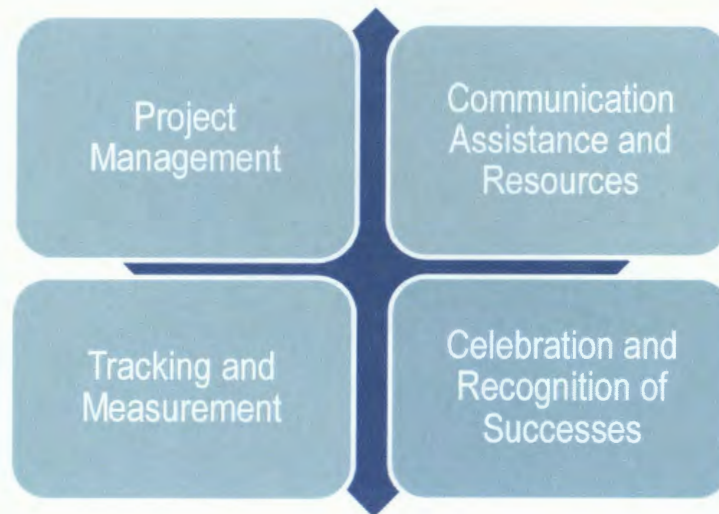 Project
Management
Communication
Assistance and
Resources
Tracking and
Measurement
Celebration and
Recognition of
Successes